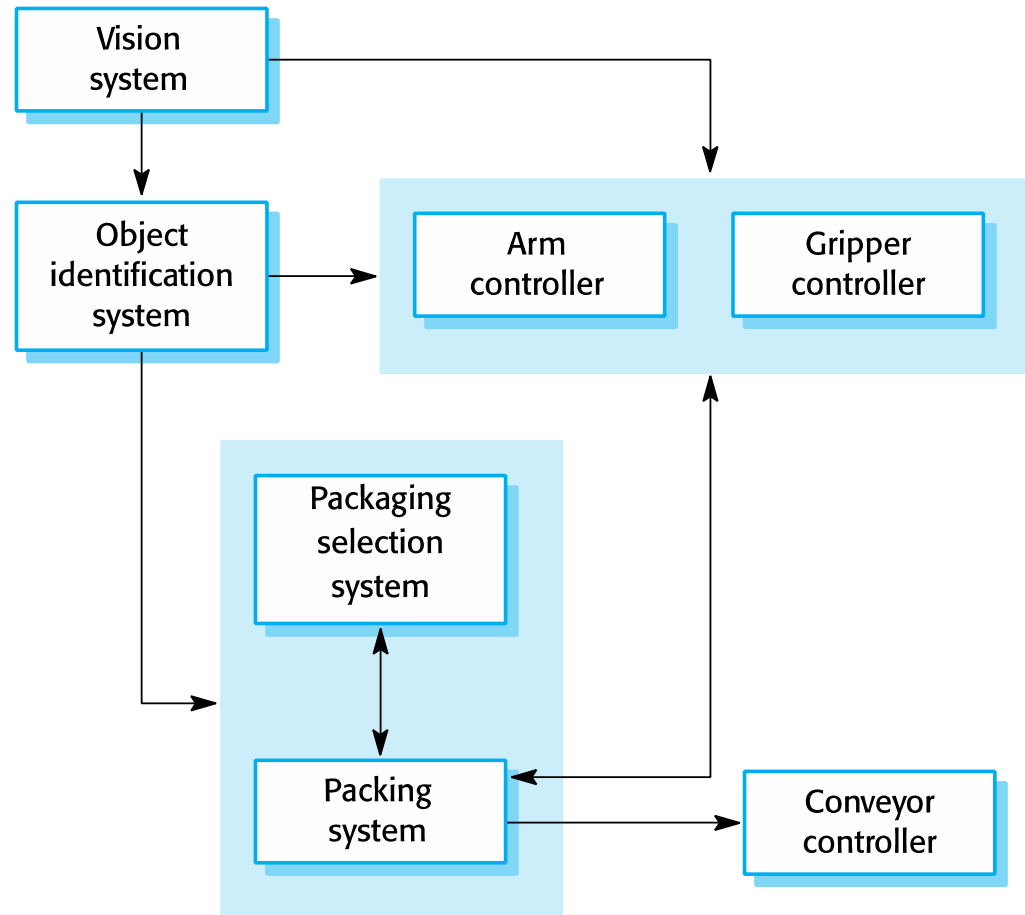 Vision
system
Object
identification
system
Arm
controller
Gripper
controller
Packaging
selection
system
Packing
system
Conveyor
controller